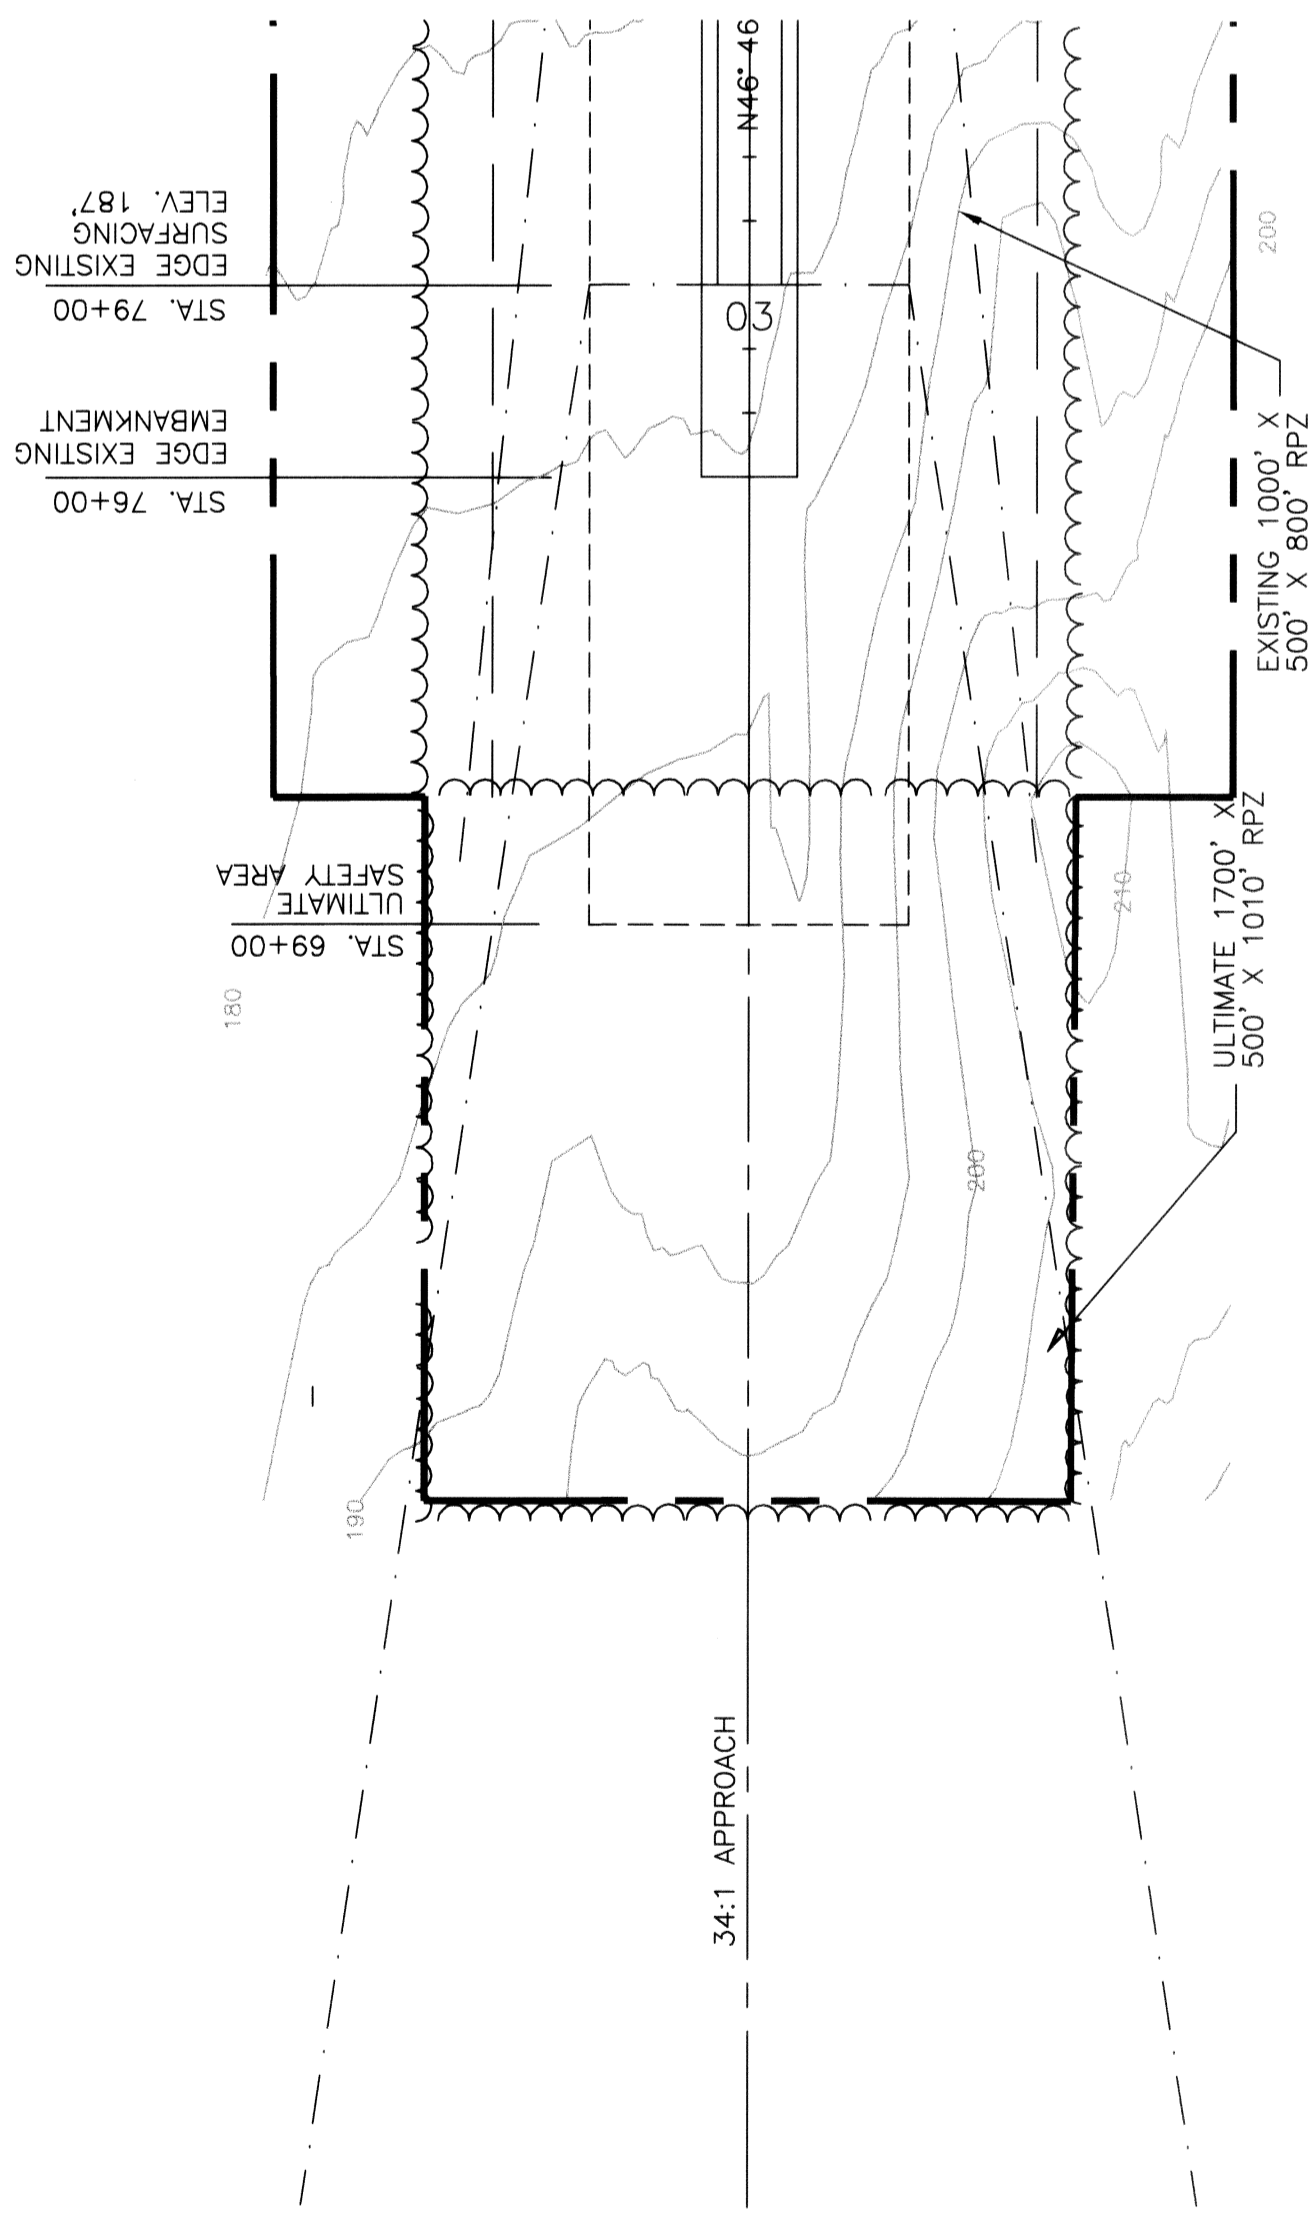 STA. 79+00
EDGE EXISTING
SURFACING
ELEV. 187'
STA. 76+00
EDGE EXISTING
EMBANKMENT
STA. 69+00
ULTIMATE
SAFETY AREA
N46° 46
03
EXISTING 1000' X
500' X 800' RPZ
ULTIMATE 1700' X
500' X 1010' RPZ
34:1 APPROACH
180
190
200
200
210